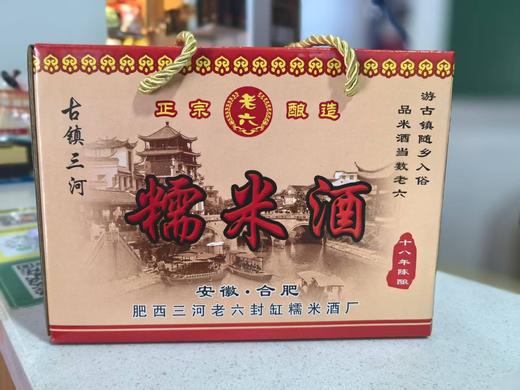 正宗 老六 酿造
古镇三河
游古镇随乡入俗
品米酒当数老六
糯米酒
十八年陈酿
安徽·合肥
肥西三河老六封缸糯米酒厂